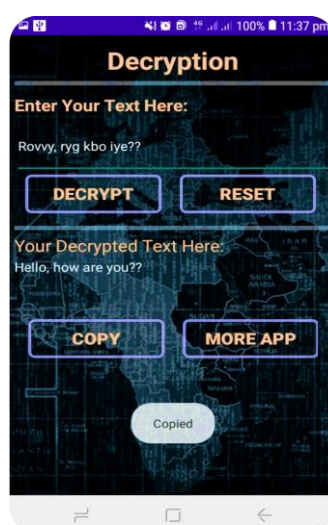 100% 11:37 pm
Decryption
Enter Your Text Here:
Rovvy, ryg kbo iye??
DECRYPT RESET
Your Decrypted Text Here:
Hello, how are you??
COPY MORE APP
Copied